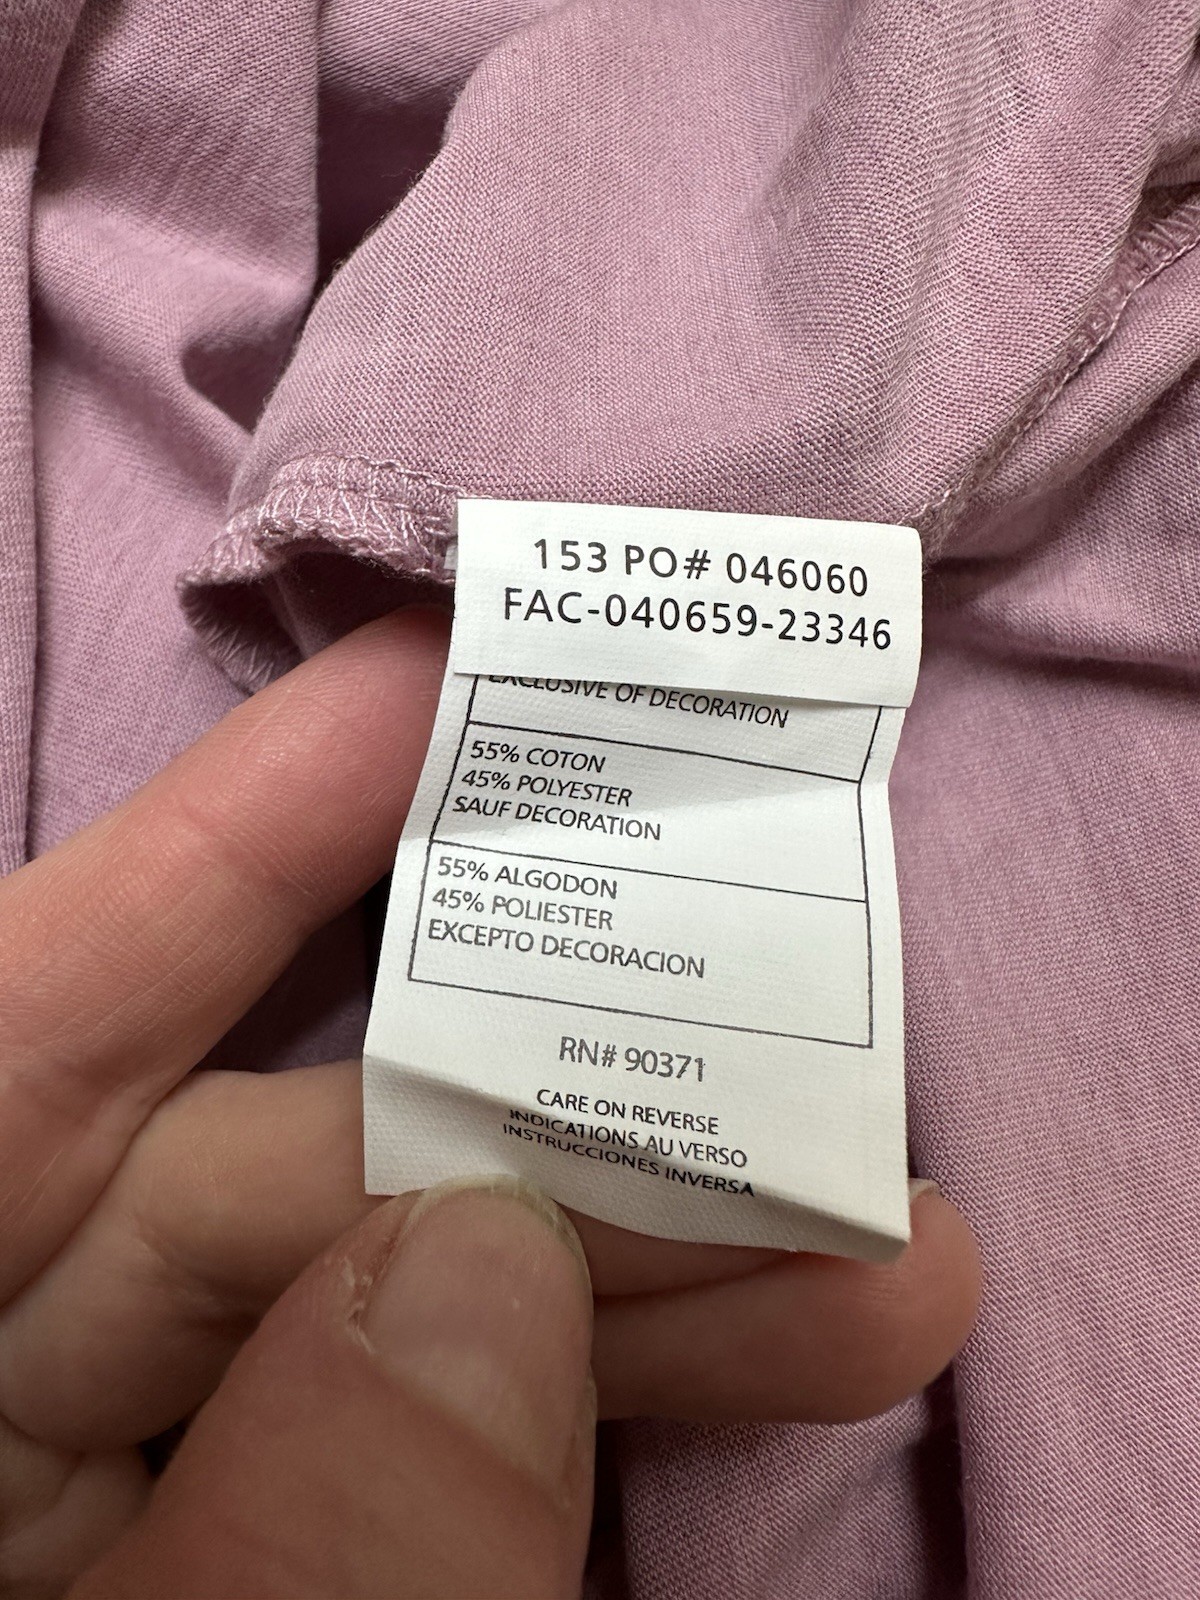 153 PO# 046060
FAC-040659-23346
EXCLUSIVE OF DECORATION
55% COTON
45% POLYESTER
SAUF DECORATION
55% ALGODON
45% POLIESTER
EXCEPTO DECORACION
RN# 90371
CARE ON REVERSE
INDICATIONS AU VERSO
INSTRUCCIONES INVERSA